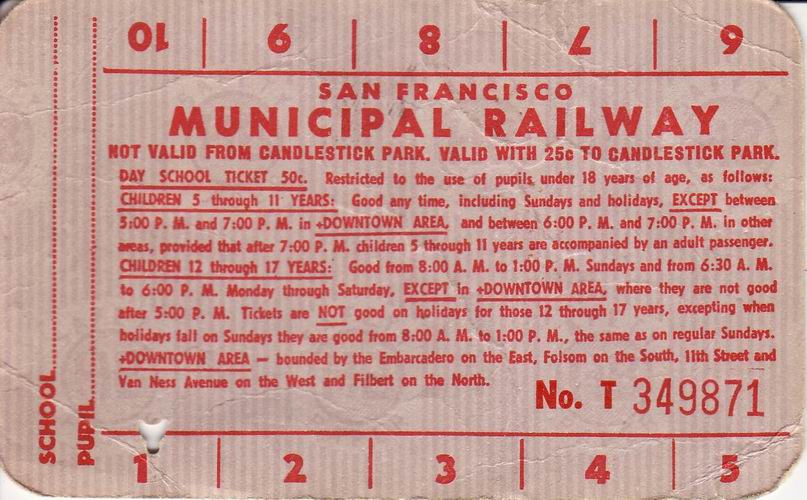 10 | 9 | 8 | 7 | 6
SAN FRANCISCO
MUNICIPAL RAILWAY
NOT VALID FROM CANDLESTICK PARK. VALID WITH 25c TO CANDLESTICK PARK.
DAY SCHOOL TICKET 50c. Restricted to the use of pupils under 18 years of age, as follows:
CHILDREN 5 through 11 YEARS: Good any time, including Sundays and holidays, EXCEPT between
5:00 P. M. and 7:00 P. M. in +DOWNTOWN AREA, and between 6:00 P. M. and 7:00 P. M. in other
areas, provided that after 7:00 P. M. children 5 through 11 years are accompanied by an adult passenger.
CHILDREN 12 through 17 YEARS: Good from 8:00 A. M. to 1:00 P. M. Sundays and from 6:30 A. M.
to 6:00 P. M. Monday through Saturday, EXCEPT in +DOWNTOWN AREA, where they are not good
after 5:00 P. M. Tickets are NOT good on holidays for those 12 through 17 years, excepting when
holidays fall on Sundays they are good from 8:00 A. M. to 1:00 P. M., the same as on regular Sundays.
+DOWNTOWN AREA — bounded by the Embarcadero on the East, Folsom on the South, 11th Street and
Van Ness Avenue on the West and Filbert on the North.
No. T 349871
1 | 2 | 3 | 4 | 5
SCHOOL
PUPIL